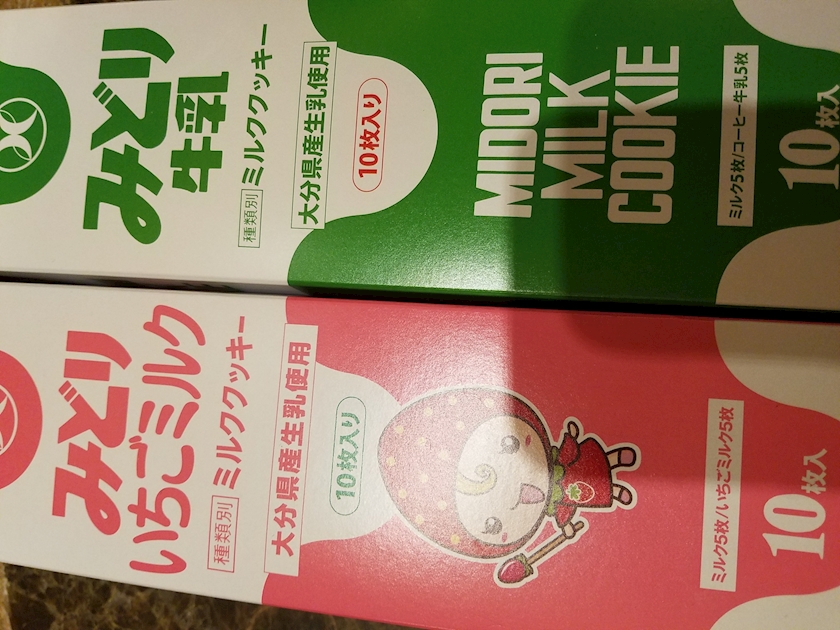 みどり
牛乳
種類別 ミルククッキー
大分県産生乳使用
10枚入り
MIDORI
MILK
COOKIE
ミルク5枚/コーヒー牛乳5枚
10枚入
みどり
いちごミルク
種類別 ミルククッキー
大分県産生乳使用
10枚入り
ミルク5枚/いちごミルク5枚
10枚入